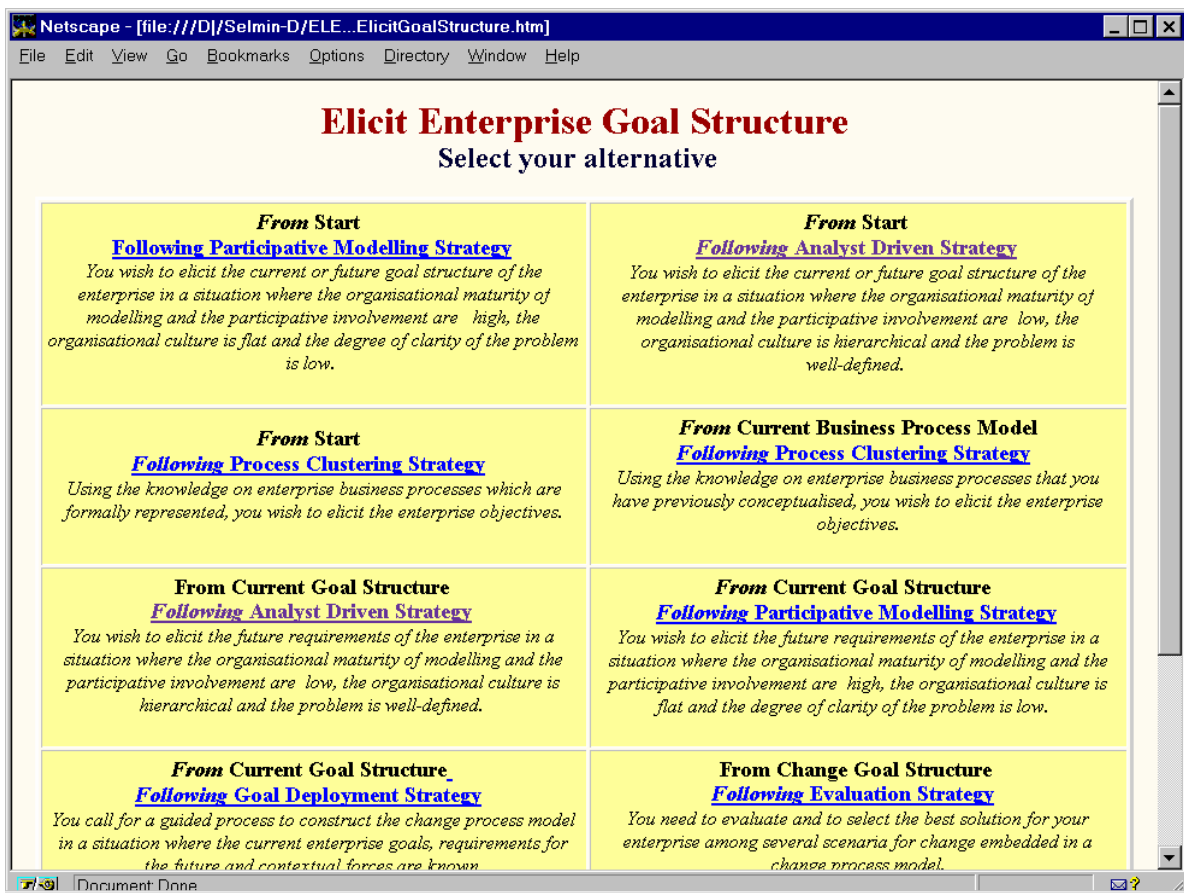 Netscape - [file:///D|/Selmin-D/ELE...ElicitGoalStructure.htm]
File Edit View Go Bookmarks Options Directory Window Help
Elicit Enterprise Goal Structure
Select your alternative
From Start
Following Participative Modelling Strategy
You wish to elicit the current or future goal structure of the
enterprise in a situation where the organisational maturity of
modelling and the participative involvement are high, the
organisational culture is flat and the degree of clarity of the problem
is low.
From Start
Following Analyst Driven Strategy
You wish to elicit the current or future goal structure of the
enterprise in a situation where the organisational maturity of
modelling and the participative involvement are low, the
organisational culture is hierarchical and the problem is
well-defined.
From Start
Following Process Clustering Strategy
Using the knowledge on enterprise business processes which are
formally represented, you wish to elicit the enterprise objectives.
From Current Business Process Model
Following Process Clustering Strategy
Using the knowledge on enterprise business processes that you
have previously conceptualised, you wish to elicit the enterprise
objectives.
From Current Goal Structure
Following Analyst Driven Strategy
You wish to elicit the future requirements of the enterprise in a
situation where the organisational maturity of modelling and the
participative involvement are low, the organisational culture is
hierarchical and the problem is well-defined.
From Current Goal Structure
Following Participative Modelling Strategy
You wish to elicit the future requirements of the enterprise in a
situation where the organisational maturity of modelling and the
participative involvement are high, the organisational culture is
flat and the degree of clarity of the problem is low.
From Current Goal Structure
Following Goal Deployment Strategy
You call for a guided process to construct the change process model
in a situation where the current enterprise goals, requirements for
the future and contextual forces are known.
From Change Goal Structure
Following Evaluation Strategy
You need to evaluate and to select the best solution for your
enterprise among several scenaria for change embedded in a
change process model.
Document: Done